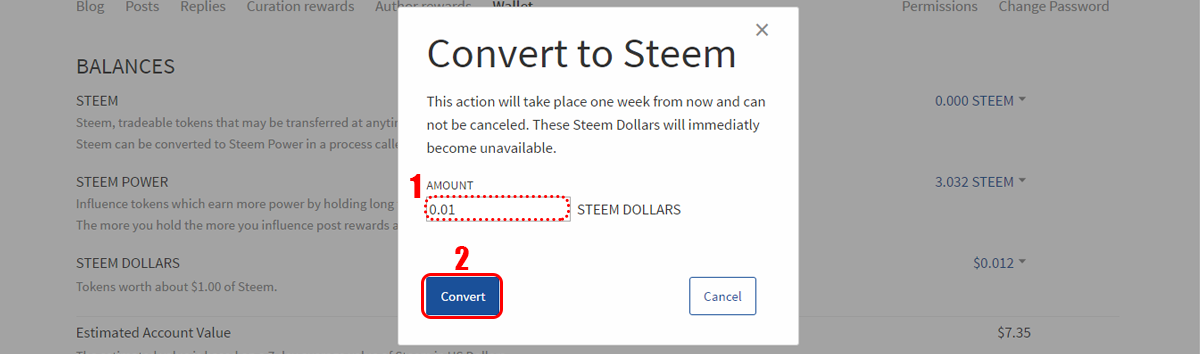 Blog Posts Replies Curation rewards Author rewards Wallet Permissions Change Password
×
Convert to Steem
BALANCES
This action will take place one week from now and can
not be canceled. These Steem Dollars will immediatly
become unavailable.
STEEM
0.000 STEEM
Steem, tradeable tokens that may be transferred at anytim
Steem can be converted to Steem Power in a process calle
1
AMOUNT
0.01 STEEM DOLLARS
STEEM POWER
3.032 STEEM
Influence tokens which earn more power by holding long
The more you hold the more you influence post rewards a
2
Convert
Cancel
STEEM DOLLARS
$0.012
Tokens worth about $1.00 of Steem.
Estimated Account Value
$7.35